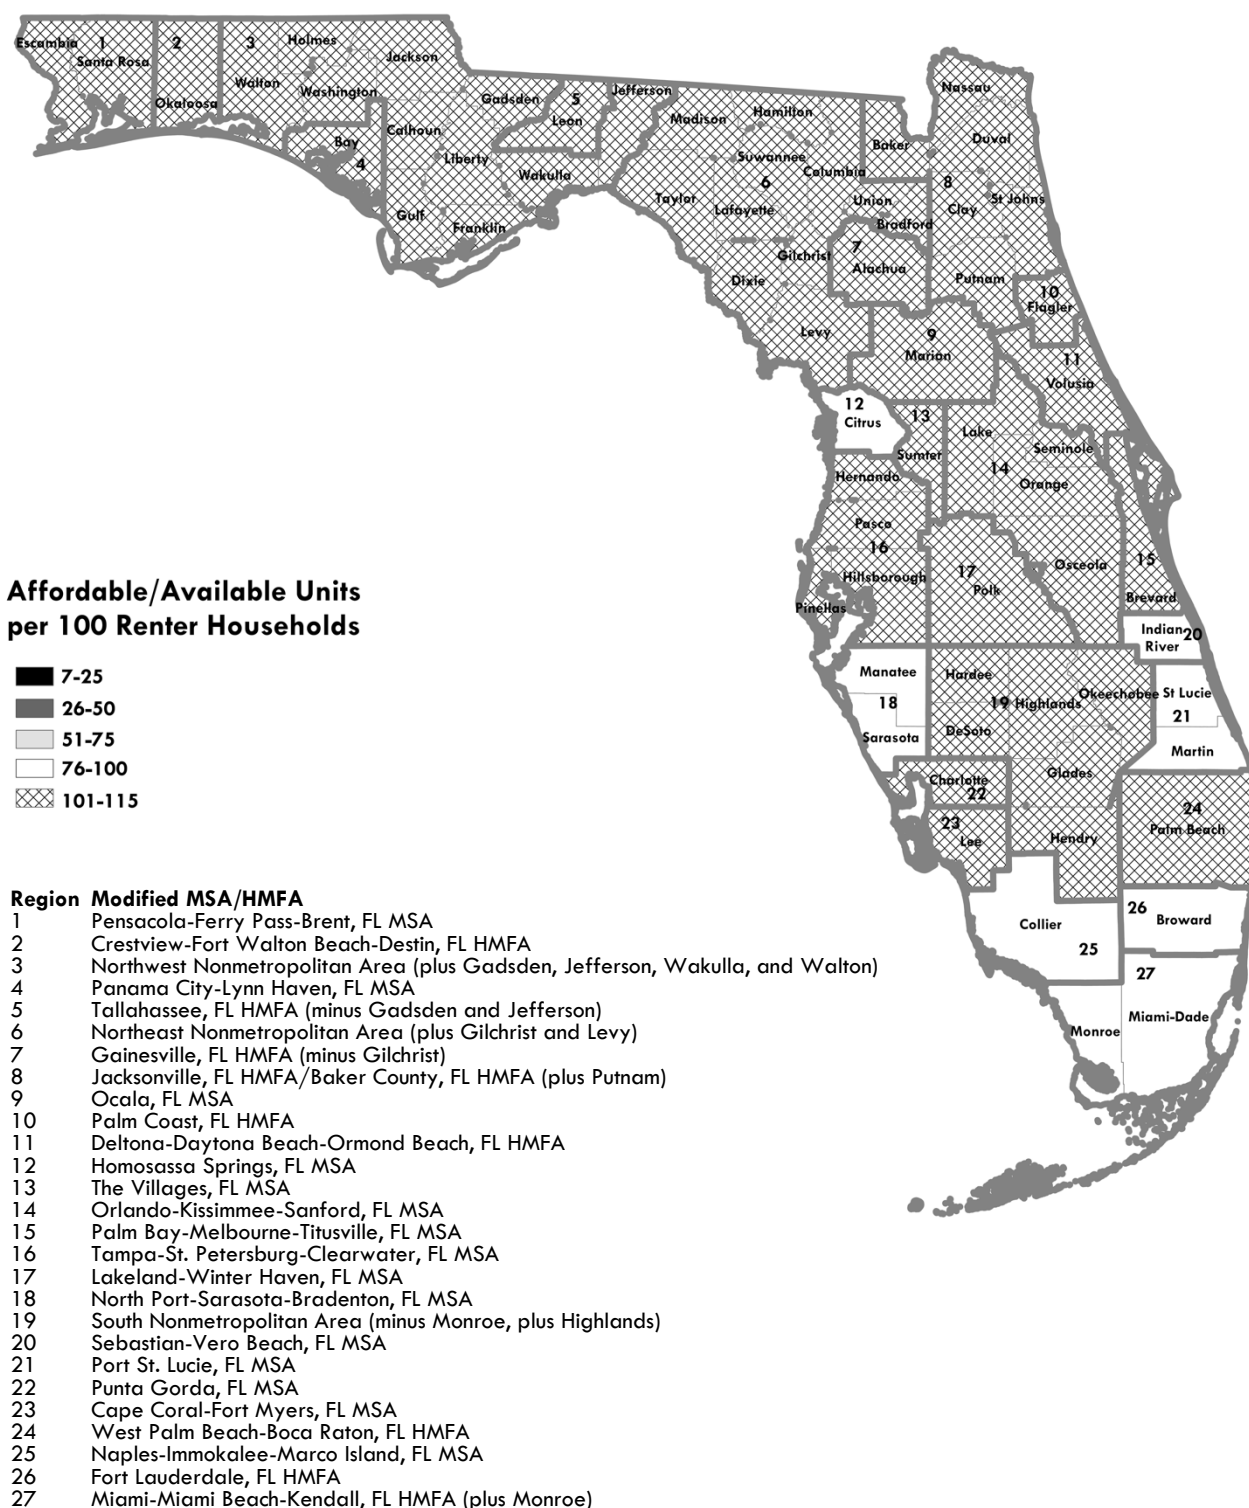 Escambia
1
Santa Rosa
2
Okaloosa
3
Holmes
Walton
Washington
Jackson
Bay
4
Calhoun
Gulf
Liberty
Franklin
Gadsden
5
Leon
Jefferson
Wakulla
Madison
Hamilton
Suwannee
6
Columbia
Taylor
Lafayette
Dixie
Gilchrist
Levy
Baker
Union
Bradford
7
Alachua
Nassau
Duval
8
Clay
St Johns
Putnam
10
Flagler
9
Marian
11
Volusia
12
Citrus
13
Sumter
Lake
Seminole
14
Orange
Hernando
Pasco
16
Hillsborough
Pinellas
17
Polk
Osceola
15
Brevard
Indian
River
20
Manatee
18
Sarasota
Hardee
19
Highlands
DeSoto
Okeechobee
St Lucie
21
Martin
Charlotte
22
Glades
23
Lee
Hendry
24
Palm Beach
Collier
25
26
Broward
27
Miami-Dade
Monroe
Affordable/Available Units
per 100 Renter Households
7-25
26-50
51-75
76-100
101-115
Region Modified MSA/HMFA
1 Pensacola-Ferry Pass-Brent, FL MSA
2 Crestview-Fort Walton Beach-Destin, FL HMFA
3 Northwest Nonmetropolitan Area (plus Gadsden, Jefferson, Wakulla, and Walton)
4 Panama City-Lynn Haven, FL MSA
5 Tallahassee, FL HMFA (minus Gadsden and Jefferson)
6 Northeast Nonmetropolitan Area (plus Gilchrist and Levy)
7 Gainesville, FL HMFA (minus Gilchrist)
8 Jacksonville, FL HMFA/Baker County, FL HMFA (plus Putnam)
9 Ocala, FL MSA
10 Palm Coast, FL HMFA
11 Deltona-Daytona Beach-Ormond Beach, FL HMFA
12 Homosassa Springs, FL MSA
13 The Villages, FL MSA
14 Orlando-Kissimmee-Sanford, FL MSA
15 Palm Bay-Melbourne-Titusville, FL MSA
16 Tampa-St. Petersburg-Clearwater, FL MSA
17 Lakeland-Winter Haven, FL MSA
18 North Port-Sarasota-Bradenton, FL MSA
19 South Nonmetropolitan Area (minus Monroe, plus Highlands)
20 Sebastian-Vero Beach, FL MSA
21 Port St. Lucie, FL MSA
22 Punta Gorda, FL MSA
23 Cape Coral-Fort Myers, FL MSA
24 West Palm Beach-Boca Raton, FL HMFA
25 Naples-Immokalee-Marco Island, FL MSA
26 Fort Lauderdale, FL HMFA
27 Miami-Miami Beach-Kendall, FL HMFA (plus Monroe)